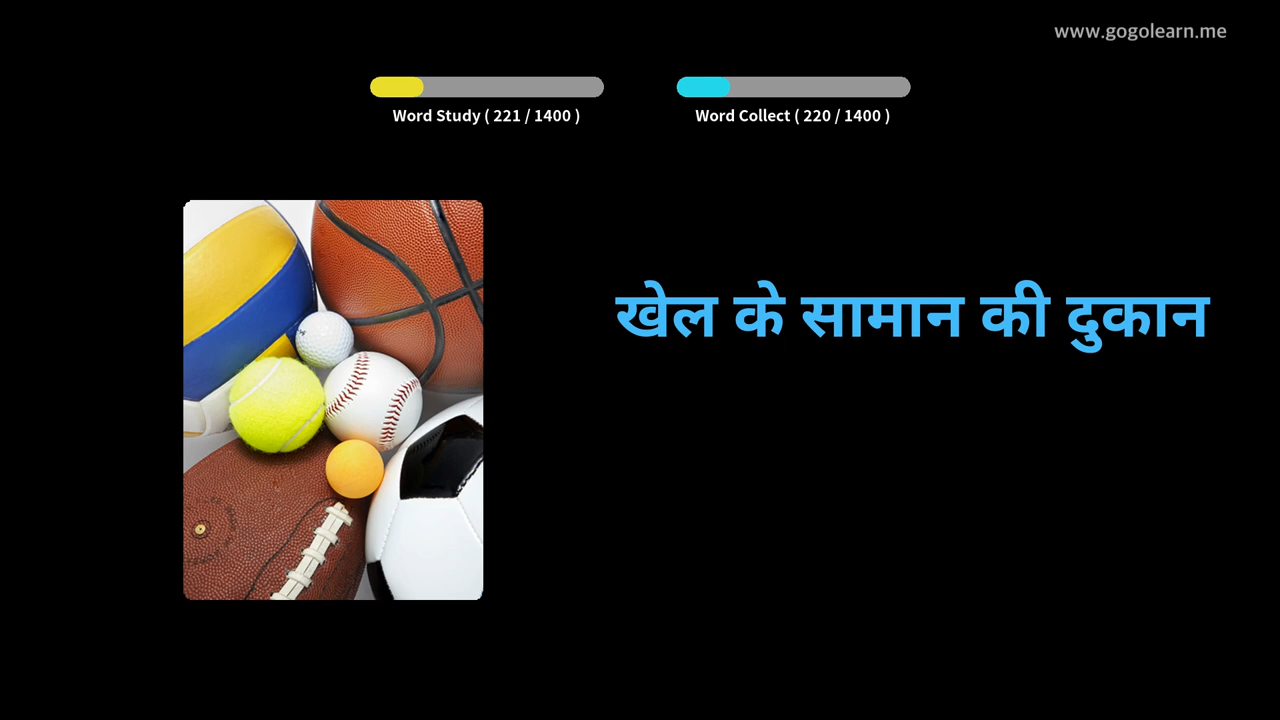 www.gogolearn.me
Word Study ( 221 / 1400 )
Word Collect ( 220 / 1400 )
खेल के सामान की दुकान